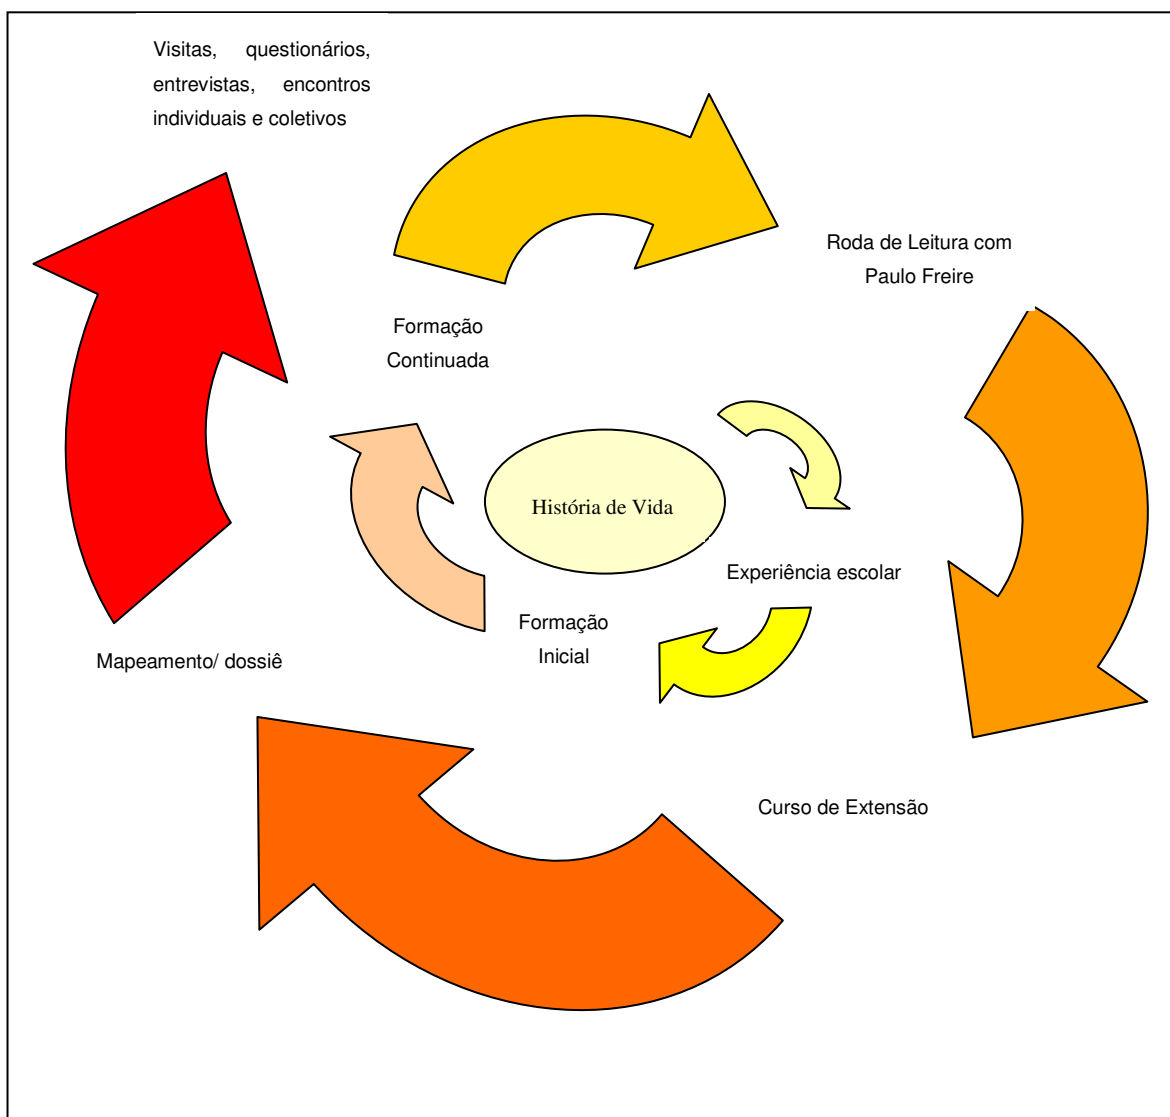 Visitas, questionários,
entrevistas, encontros
individuais e coletivos
Roda de Leitura com
Paulo Freire
Formação
Continuada
História de Vida
Experiência escolar
Formação
Inicial
Mapeamento/ dossiê
Curso de Extensão